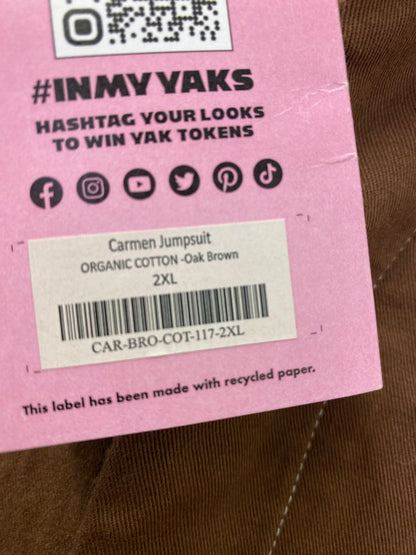 #INMYYAKS
HASHTAG YOUR LOOKS
TO WIN YAK TOKENS
Carmen Jumpsuit
ORGANIC COTTON -Oak Brown
2XL
CAR-BRO-COT-117-2XL
This label has been made with recycled paper.